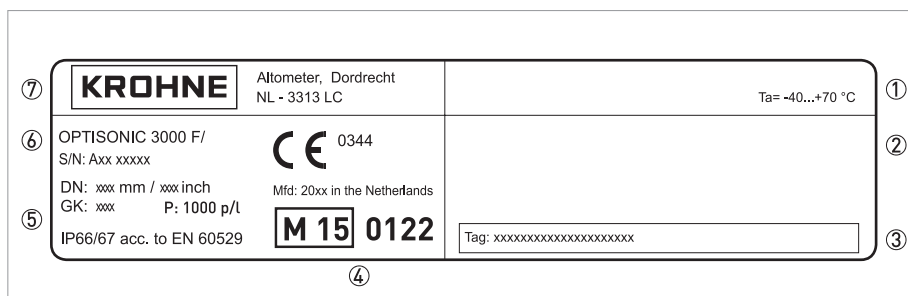 ⑦ KROHNE Altometer, Dordrecht
NL - 3313 LC
Ta= -40...+70 °C ①
⑥ OPTISONIC 3000 F/
S/N: Axx xxxxx
CE 0344
②
DN: xxx mm / xxx inch
GK: xxx P: 1000 p/l
Mfd: 20xx in the Netherlands
⑤ IP66/67 acc. to EN 60529
M 15 0122
Tag: xxxxxxxxxxxxxxxxxxxxx ③
④